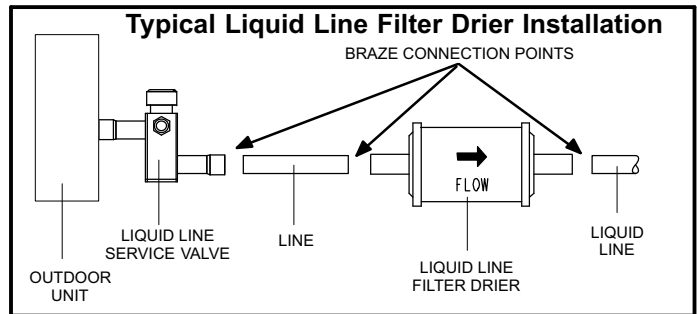 Typical Liquid Line Filter Drier Installation
BRAZE CONNECTION POINTS
FLOW
LIQUID LINE
SERVICE VALVE
LINE
LIQUID
LINE
OUTDOOR
UNIT
LIQUID LINE
FILTER DRIER